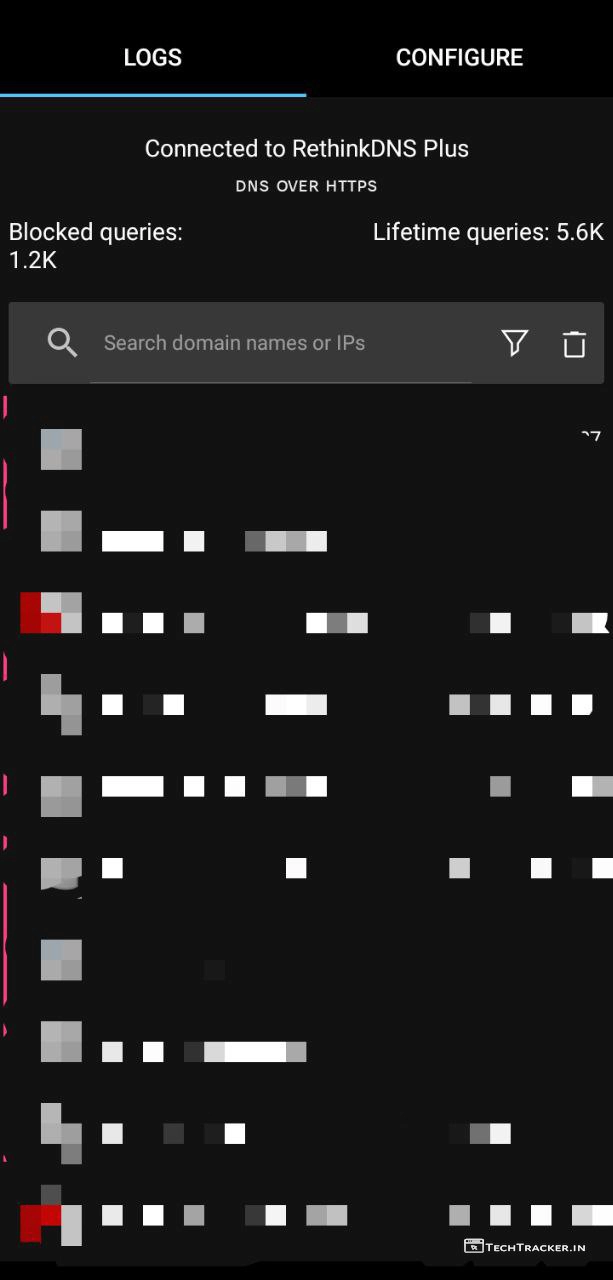 LOGS CONFIGURE
Connected to RethinkDNS Plus
DNS OVER HTTPS
Blocked queries: Lifetime queries: 5.6K
1.2K
Search domain names or IPs
TECHTRACKER.IN